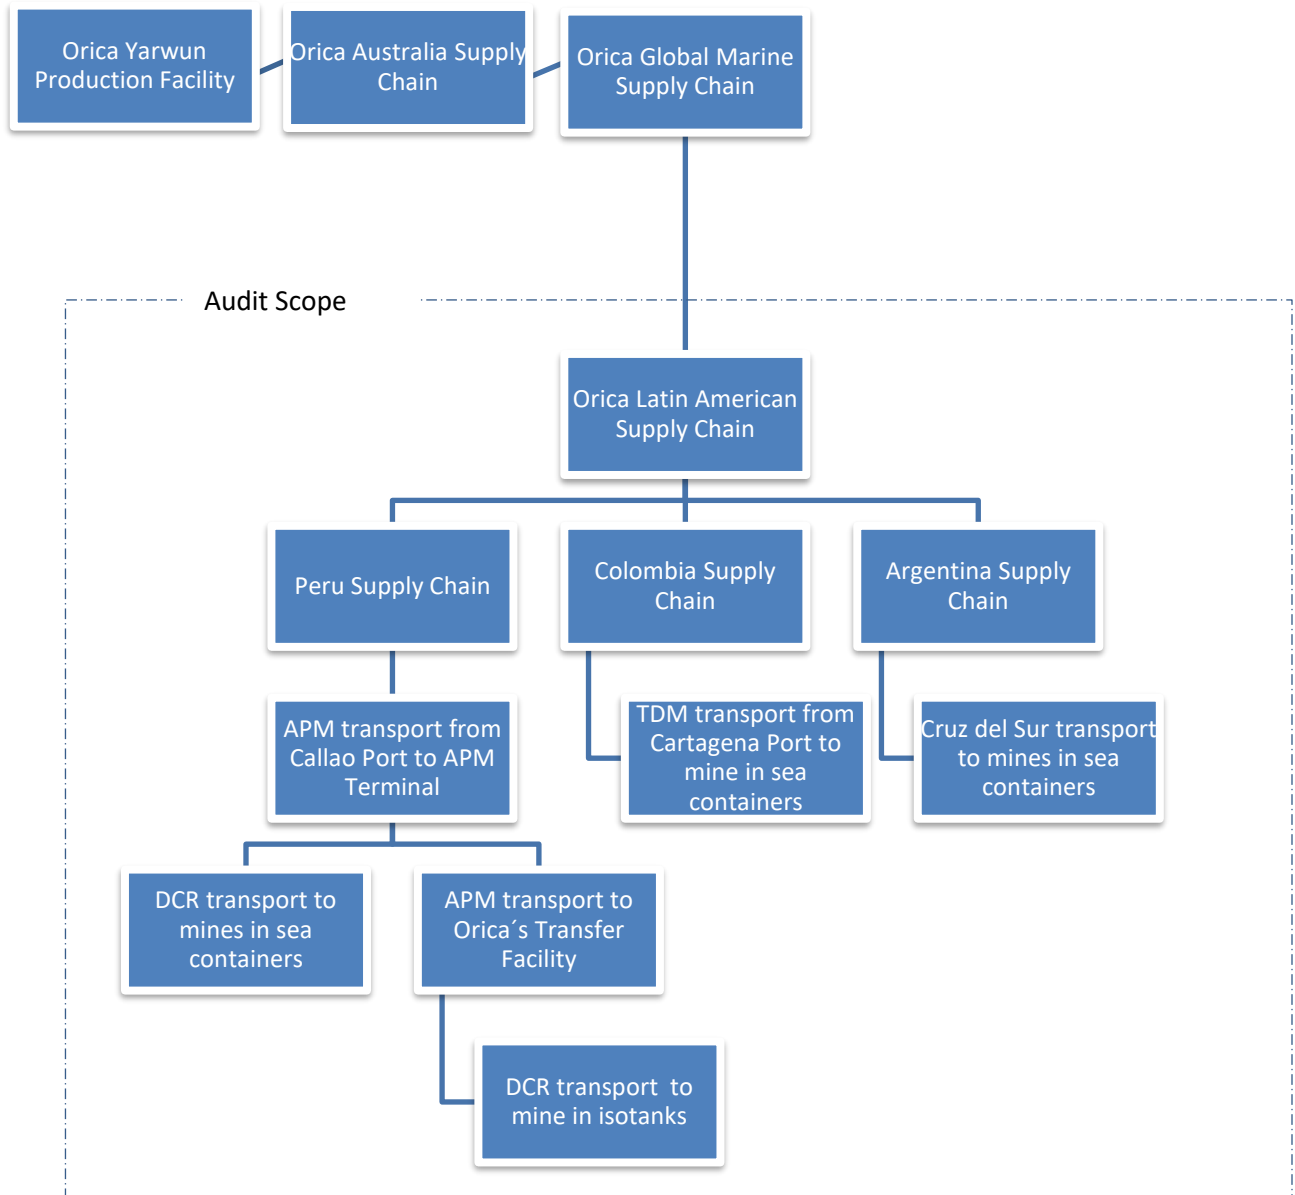 Orica Yarwun
Production Facility
Orica Australia Supply
Chain
Orica Global Marine
Supply Chain
Audit Scope
Orica Latin American
Supply Chain
Peru Supply Chain
Colombia Supply
Chain
Argentina Supply
Chain
APM transport from
Callao Port to APM
Terminal
TDM transport from
Cartagena Port to
mine in sea
containers
Cruz del Sur transport
to mines in sea
containers
DCR transport to
mines in sea
containers
APM transport to
Orica´s Transfer
Facility
DCR transport  to
mine in isotanks